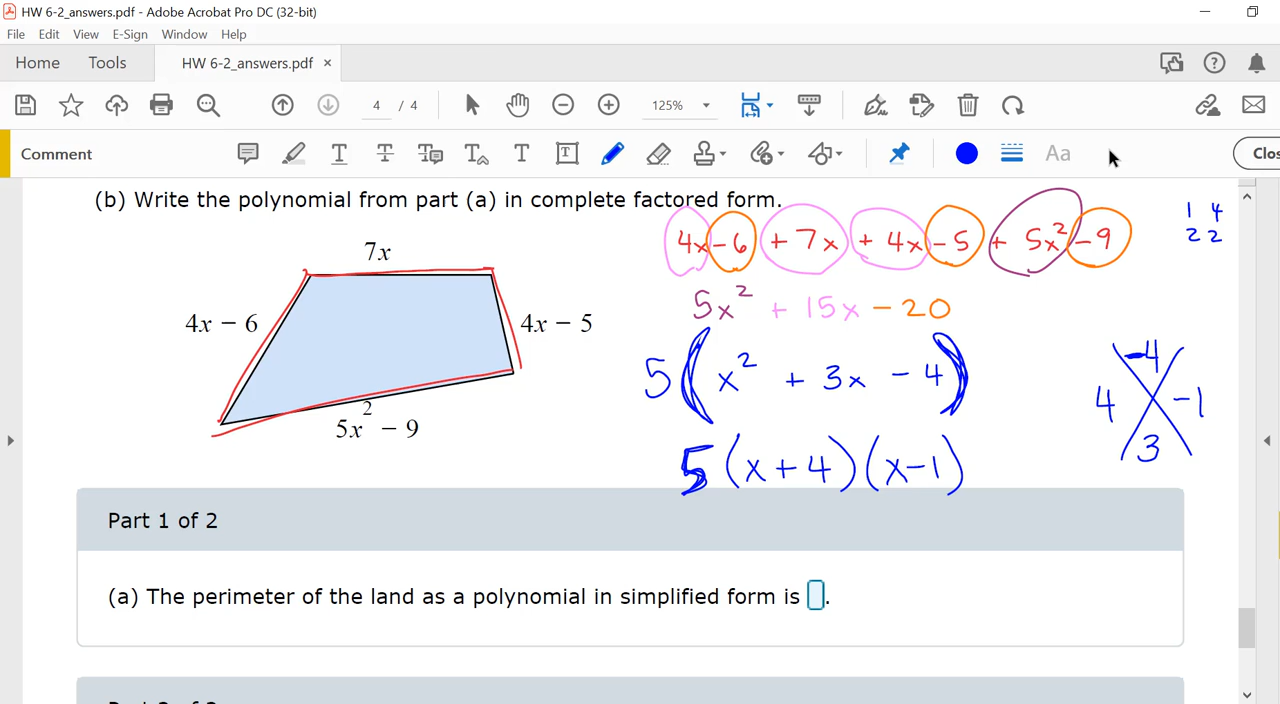 HW 6-2_answers.pdf - Adobe Acrobat Pro DC (32-bit)
File Edit View E-Sign Window Help
Home Tools HW 6-2_answers.pdf ×
4 / 4 125%
Comment Aa Clos
(b) Write the polynomial from part (a) in complete factored form.
4x - 6 + 7x + 4x - 5 + 5x² - 9
1 4
2 2
7x
4x − 6
4x − 5
5x² − 9
5x² + 15x - 20
5(x² + 3x - 4)
-4
4 -1
3
5(x + 4)(x - 1)
Part 1 of 2
(a) The perimeter of the land as a polynomial in simplified form is .